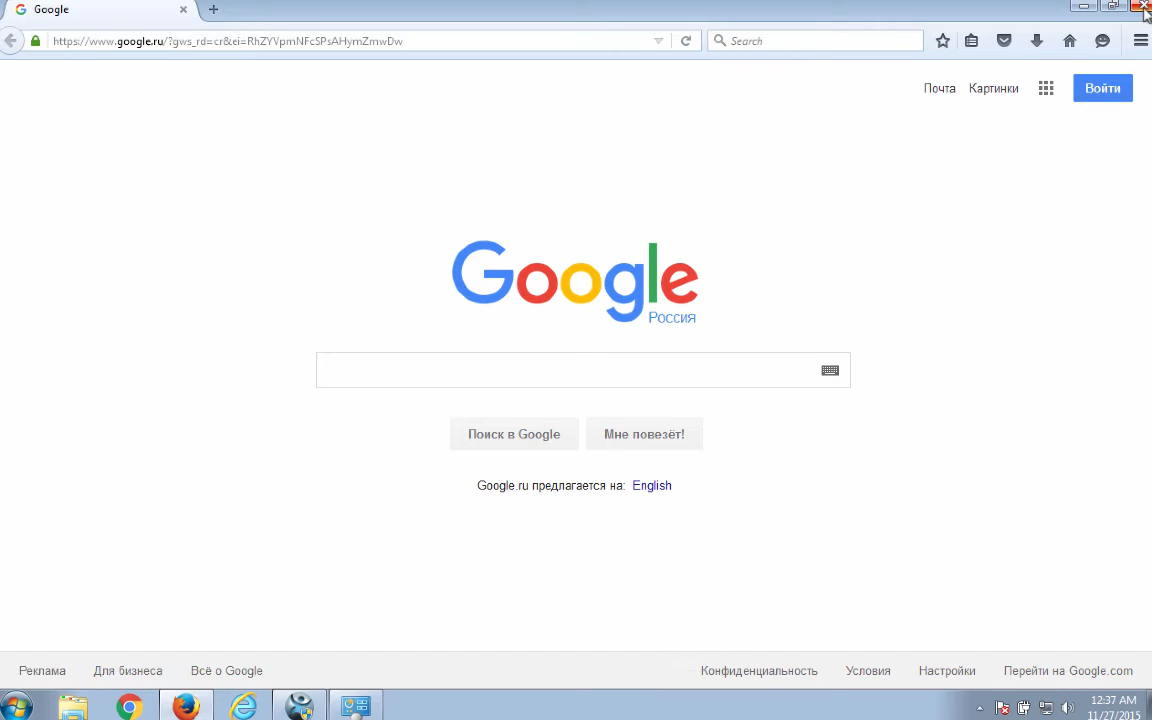 Google
https://www.google.ru/?gws_rd=cr&ei=RhZYVpmNFcSPsAHymZmwDw
Search
Почта Картинки Войти
Google
Россия
Поиск в Google Мне повезёт!
Google.ru предлагается на: English
Реклама Для бизнеса Всё о Google Конфиденциальность Условия Настройки Перейти на Google.com
12:37 AM
11/27/2015